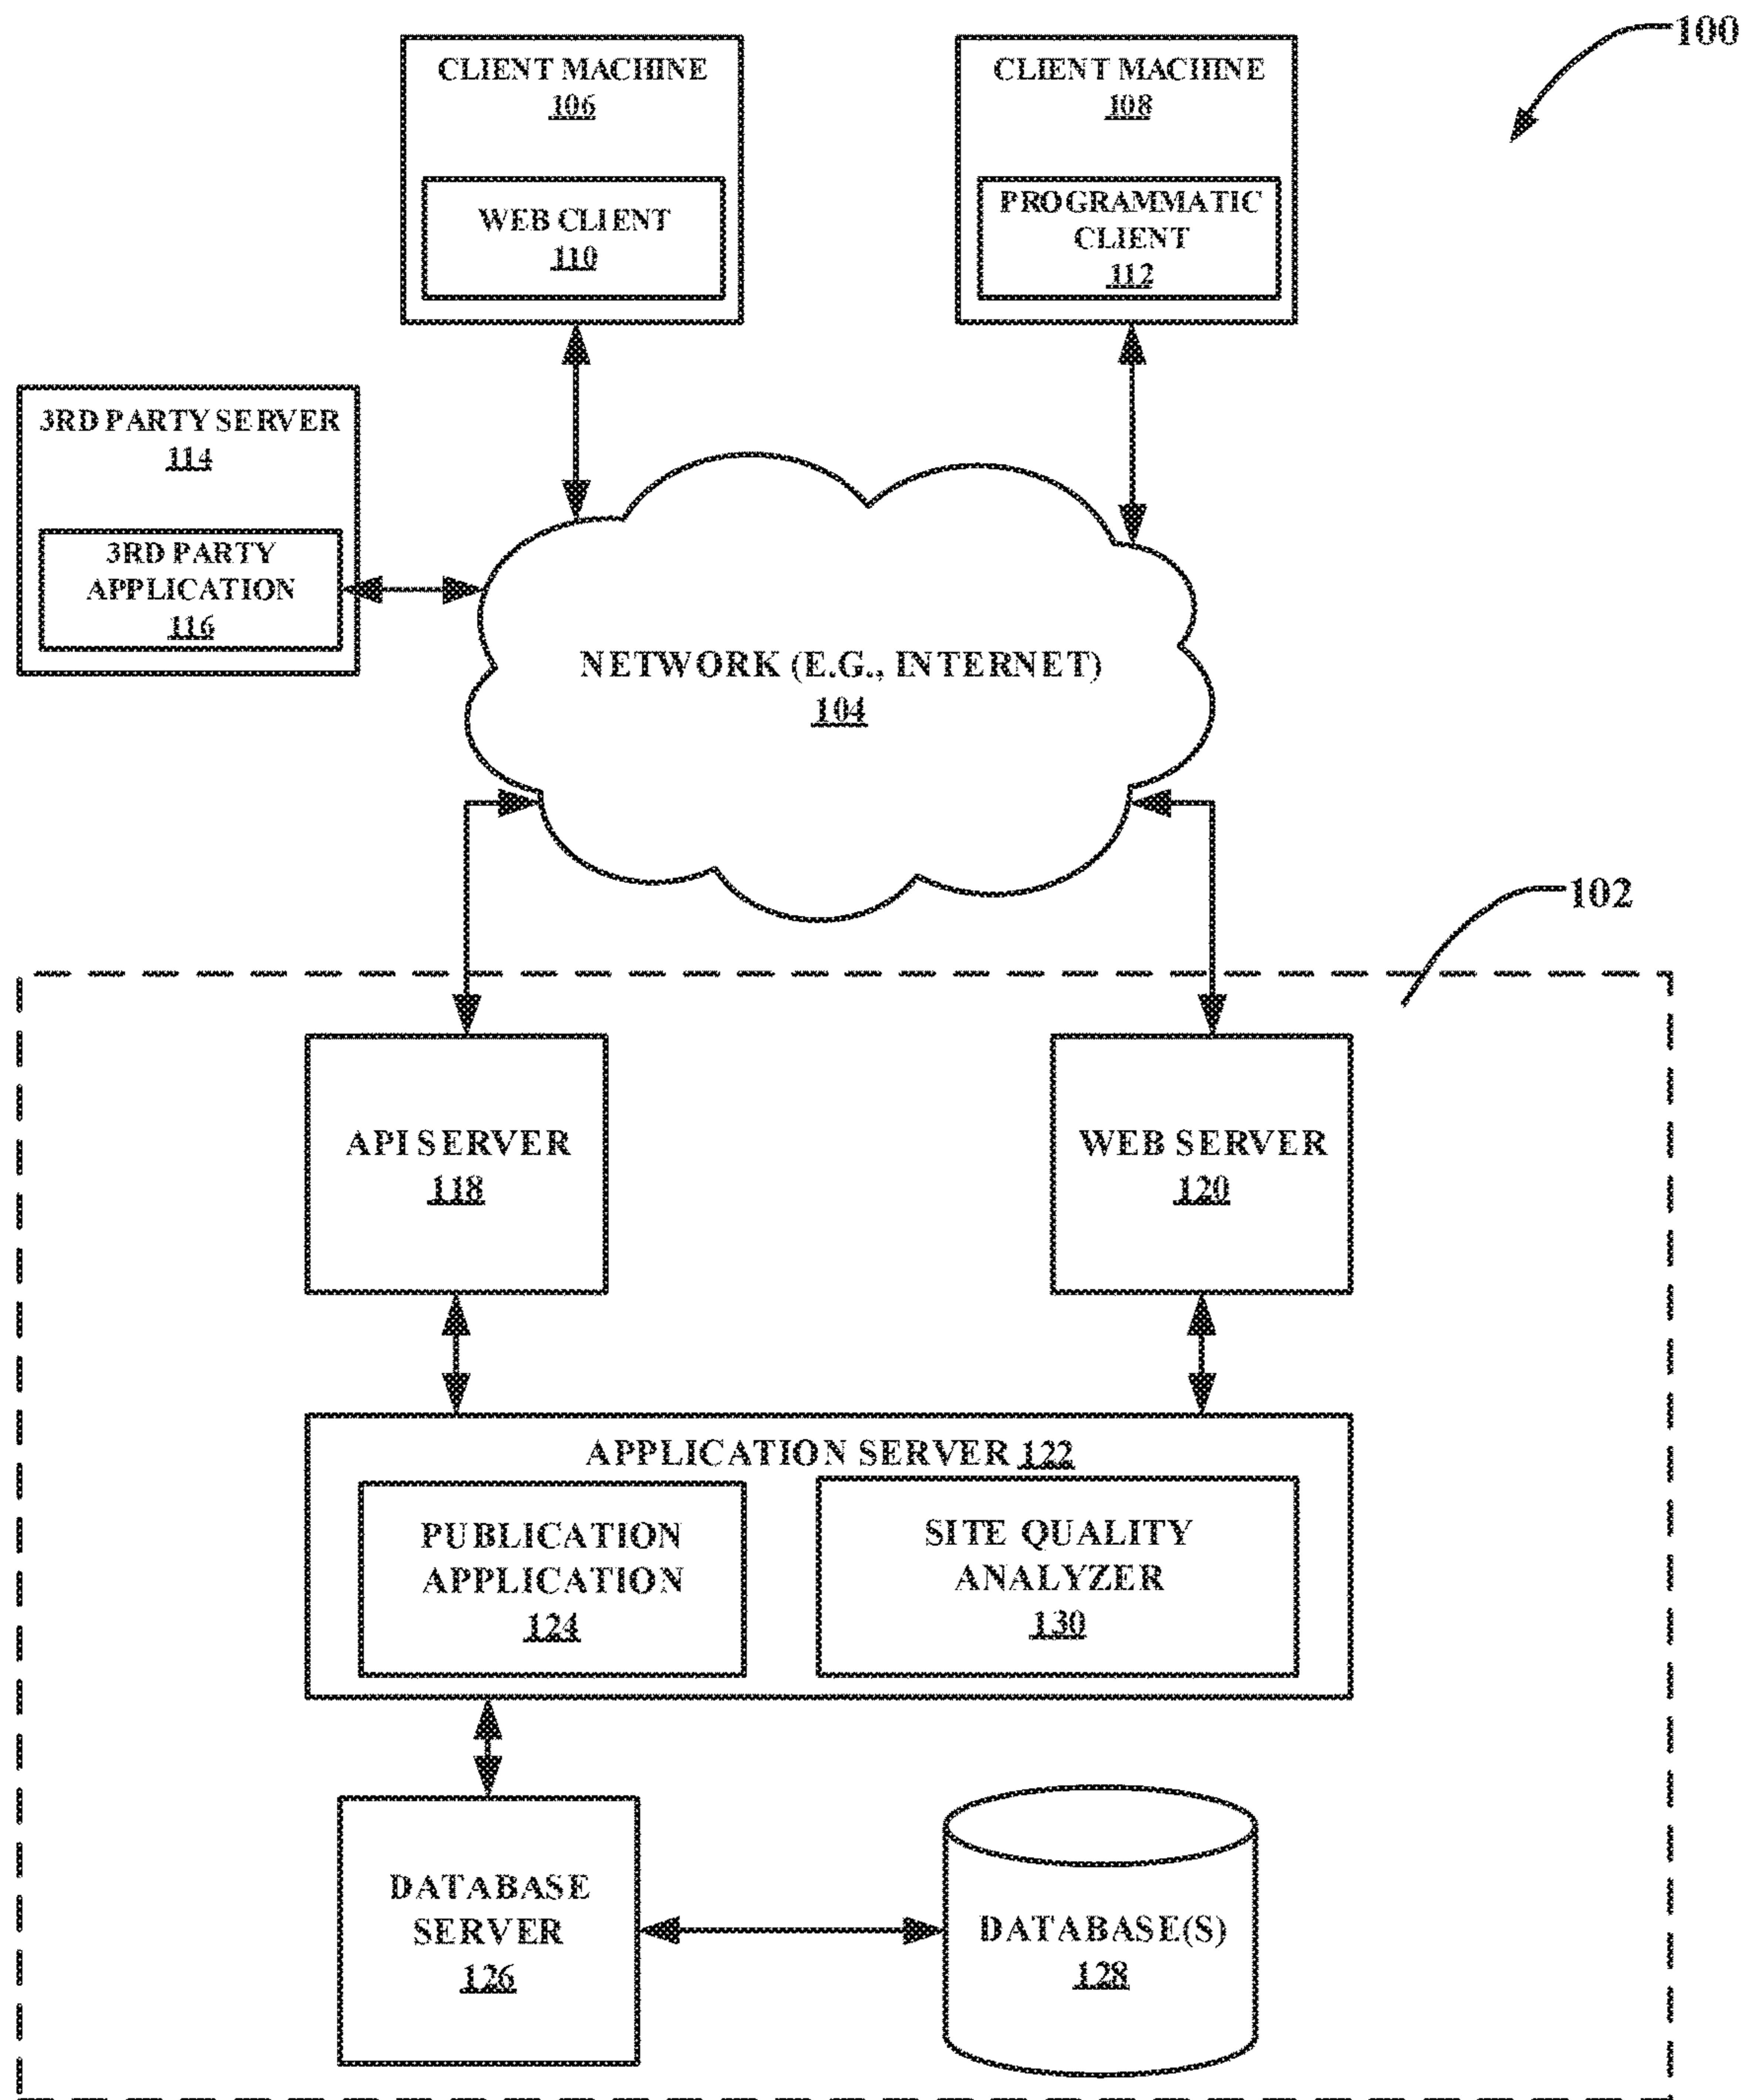 100
CLIENT MACHINE
106
WEB CLIENT
110
CLIENT MACHINE
108
PROGRAMMATIC
CLIENT
112
3RD PARTY SERVER
114
3RD PARTY
APPLICATION
116
NETWORK (E.G., INTERNET)
104
102
API SERVER
118
WEB SERVER
120
APPLICATION SERVER 122
PUBLICATION
APPLICATION
124
SITE QUALITY
ANALYZER
130
DATABASE
SERVER
126
DATABASE(S)
128